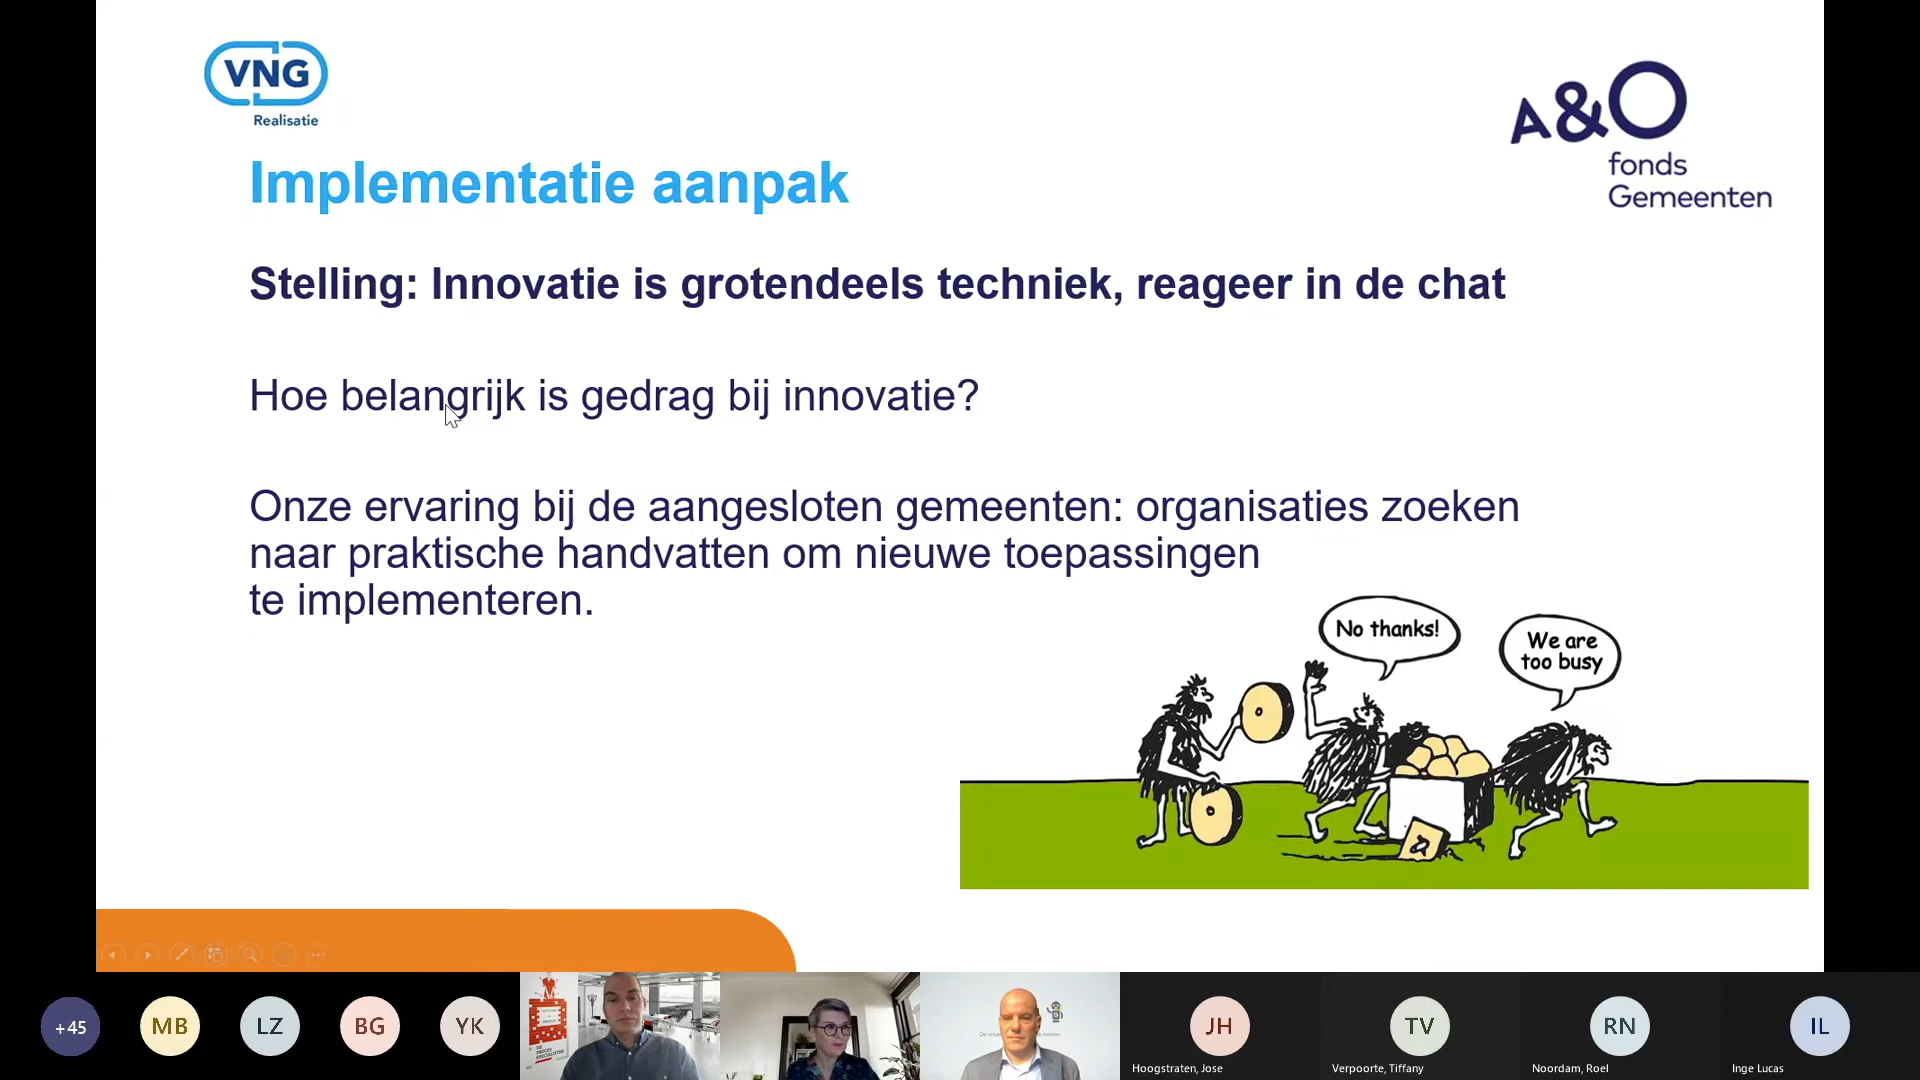 VNG
Realisatie
A&O
fonds
Gemeenten
Implementatie aanpak
Stelling: Innovatie is grotendeels techniek, reageer in de chat
Hoe belangrijk is gedrag bij innovatie?
Onze ervaring bij de aangesloten gemeenten: organisaties zoeken
naar praktische handvatten om nieuwe toepassingen
te implementeren.
No thanks!
We are
too busy
+45
MB
LZ
BG
YK
JH
TV
RN
IL
Hoogstraten, Jose
Verpoorte, Tiffany
Noordam, Roel
Inge Lucas